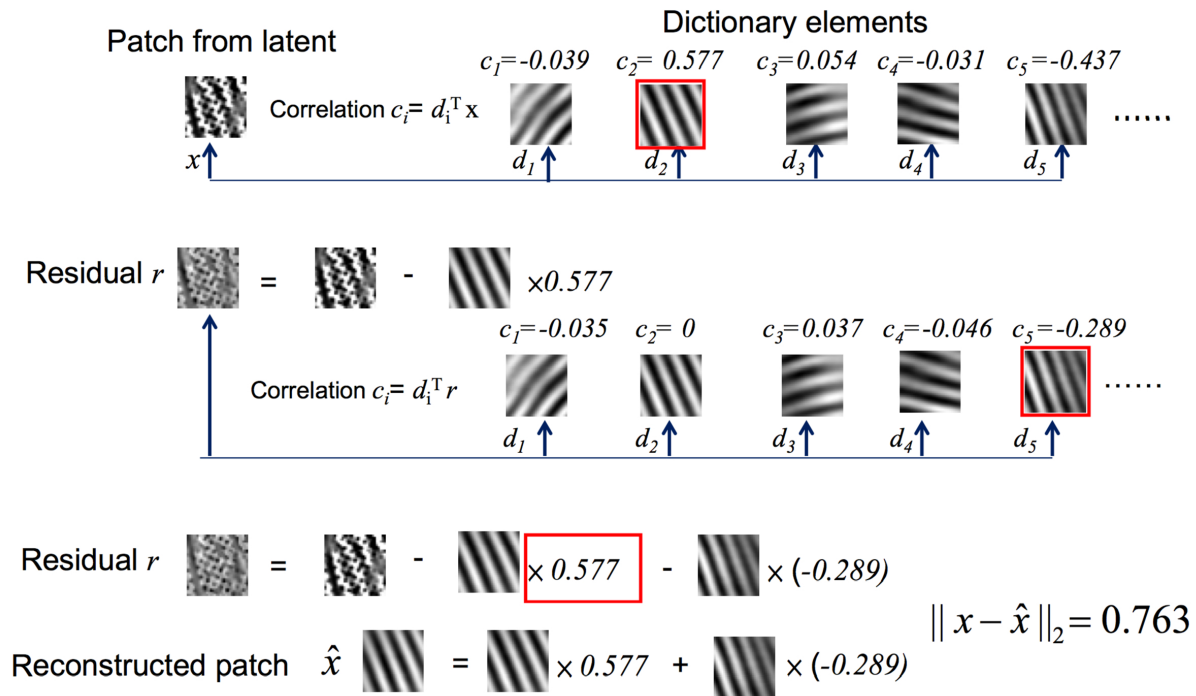 Dictionary elements
Patch from latent
c1=-0.039 c2= 0.577 c3=0.054 c4=-0.031 c5=-0.437
Correlation ci= diᵀx ......
x d1 d2 d3 d4 d5
Residual r = - ×0.577
c1=-0.035 c2= 0 c3=0.037 c4=-0.046 c5=-0.289
Correlation ci= diᵀr ......
d1 d2 d3 d4 d5
Residual r = - × 0.577 - × (-0.289)
|| x − x̂ ||2 = 0.763
Reconstructed patch x̂ = × 0.577 + × (-0.289)